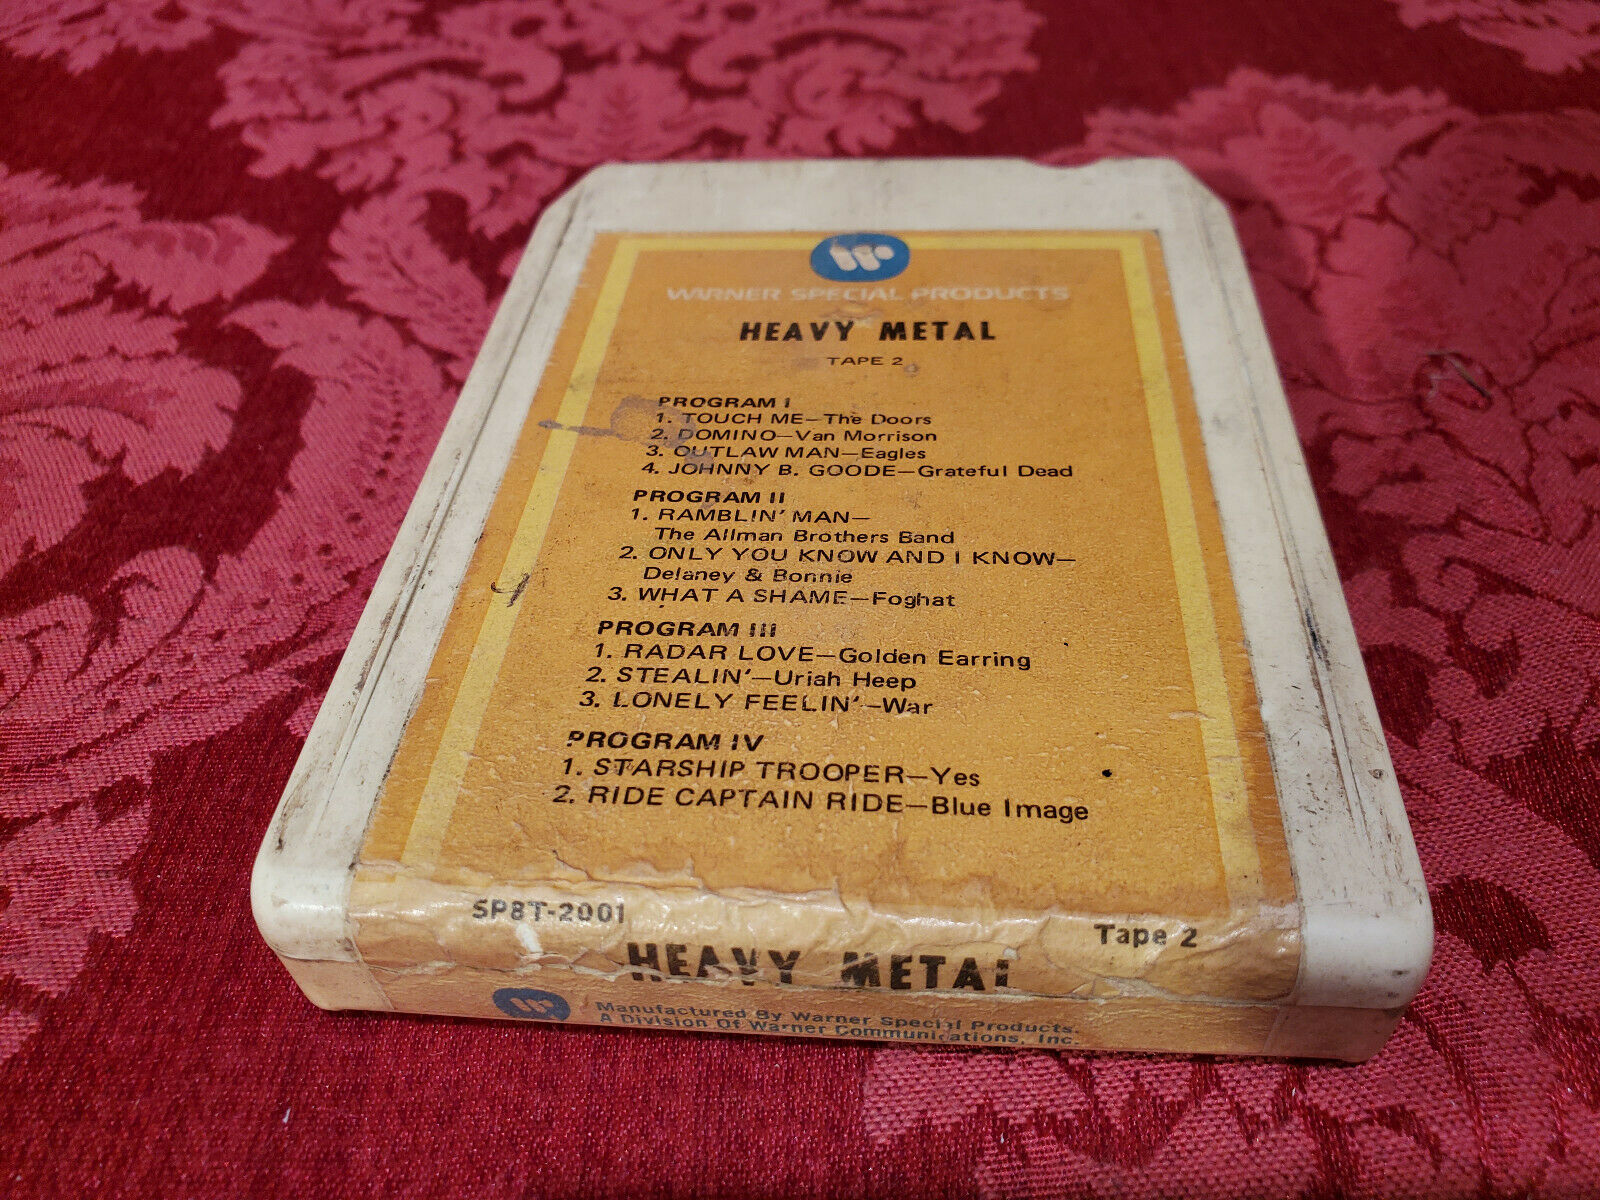 WARNER SPECIAL PRODUCTS
HEAVY METAL
TAPE 2
PROGRAM I
1. TOUCH ME—The Doors
2. DOMINO—Van Morrison
3. OUTLAW MAN—Eagles
4. JOHNNY B. GOODE—Grateful Dead
PROGRAM II
1. RAMBLIN' MAN—
The Allman Brothers Band
2. ONLY YOU KNOW AND I KNOW—
Delaney & Bonnie
3. WHAT A SHAME—Foghat
PROGRAM III
1. RADAR LOVE—Golden Earring
2. STEALIN'—Uriah Heep
3. LONELY FEELIN'—War
PROGRAM IV
1. STARSHIP TROOPER—Yes
2. RIDE CAPTAIN RIDE—Blue Image
SP8T-2001
Tape 2
HEAVY METAL
Manufactured By Warner Special Products.
A Division Of Warner Communications, Inc.